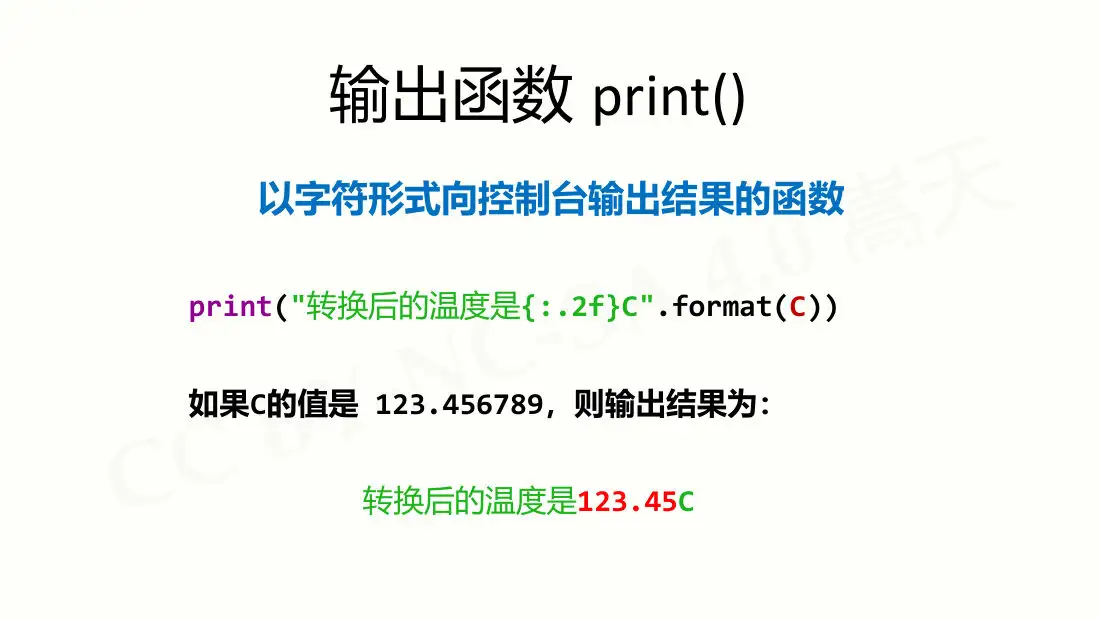 输出函数 print()
以字符形式向控制台输出结果的函数
print("转换后的温度是{:.2f}C".format(C))
如果C的值是 123.456789，则输出结果为：
转换后的温度是123.45C
CC BY NC-SA 4.0 嵩天